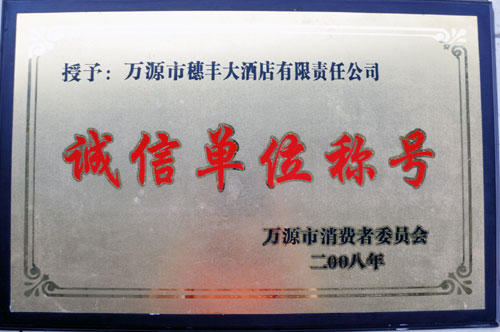 授予：万源市穗丰大酒店有限责任公司
诚信单位称号
万源市消费者委员会
二00八年